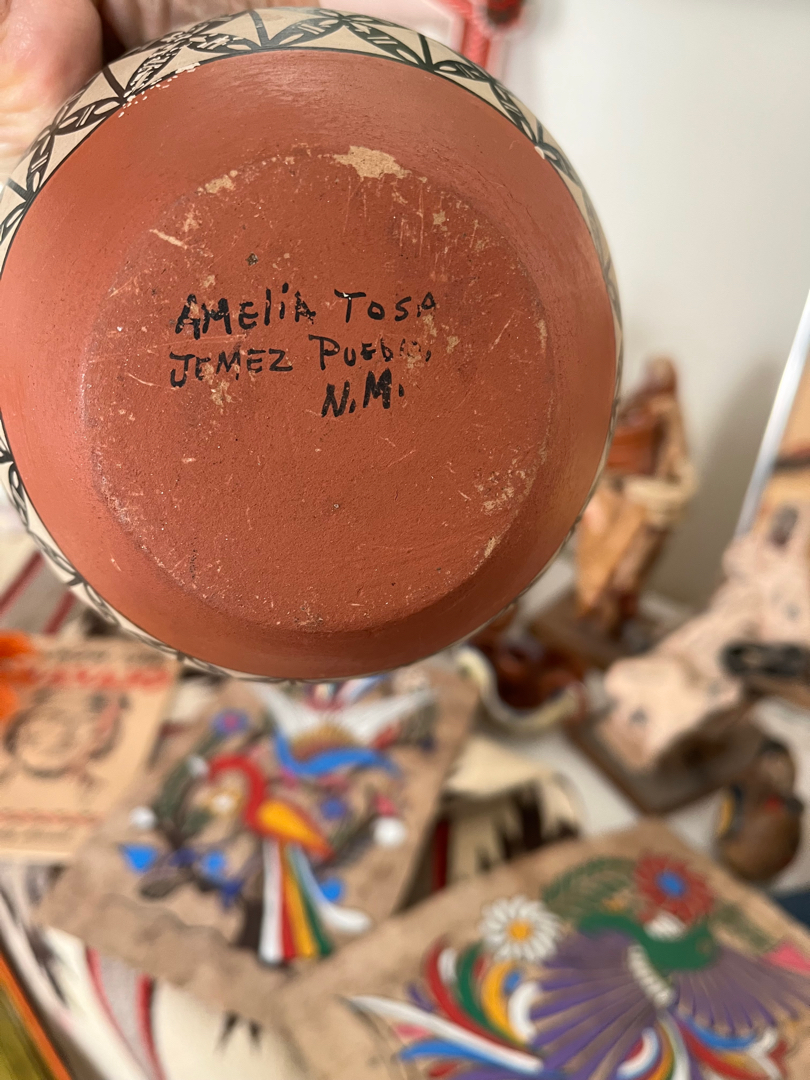 AMELIA TOSA
JEMEZ PUEBLO,
N.M.